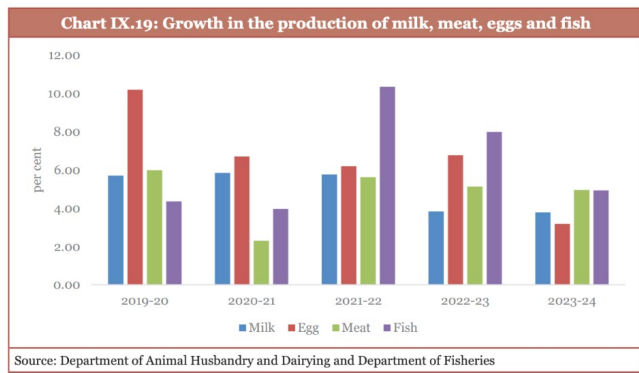 Chart IX.19: Growth in the production of milk, meat, eggs and fish
12.00
10.00
8.00
6.00
4.00
2.00
0.00
per cent
2019-20 2020-21 2021-22 2022-23 2023-24
Milk Egg Meat Fish
Source: Department of Animal Husbandry and Dairying and Department of Fisheries